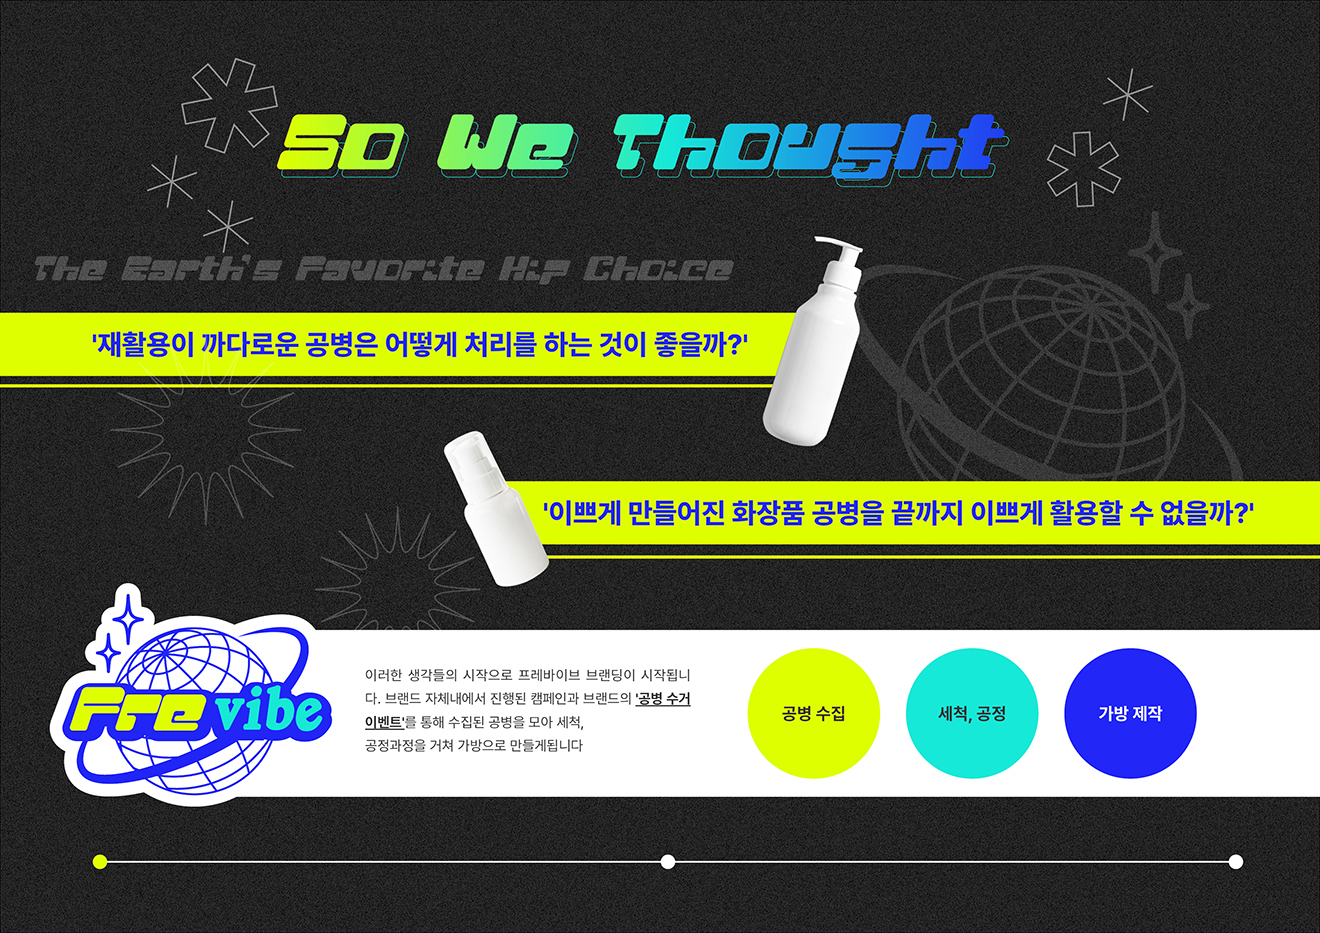 So We Thought
The Earth's Favorite Hip Choice
'재활용이 까다로운 공병은 어떻게 처리를 하는 것이 좋을까?'
'이쁘게 만들어진 화장품 공병을 끝까지 이쁘게 활용할 수 없을까?'
Fre vibe
이러한 생각들의 시작으로 프레바이브 브랜딩이 시작됩니
다. 브랜드 자체내에서 진행된 캠페인과 브랜드의 '공병 수거
이벤트'를 통해 수집된 공병을 모아 세척,
공정과정을 거쳐 가방으로 만들게됩니다
공병 수집
세척, 공정
가방 제작